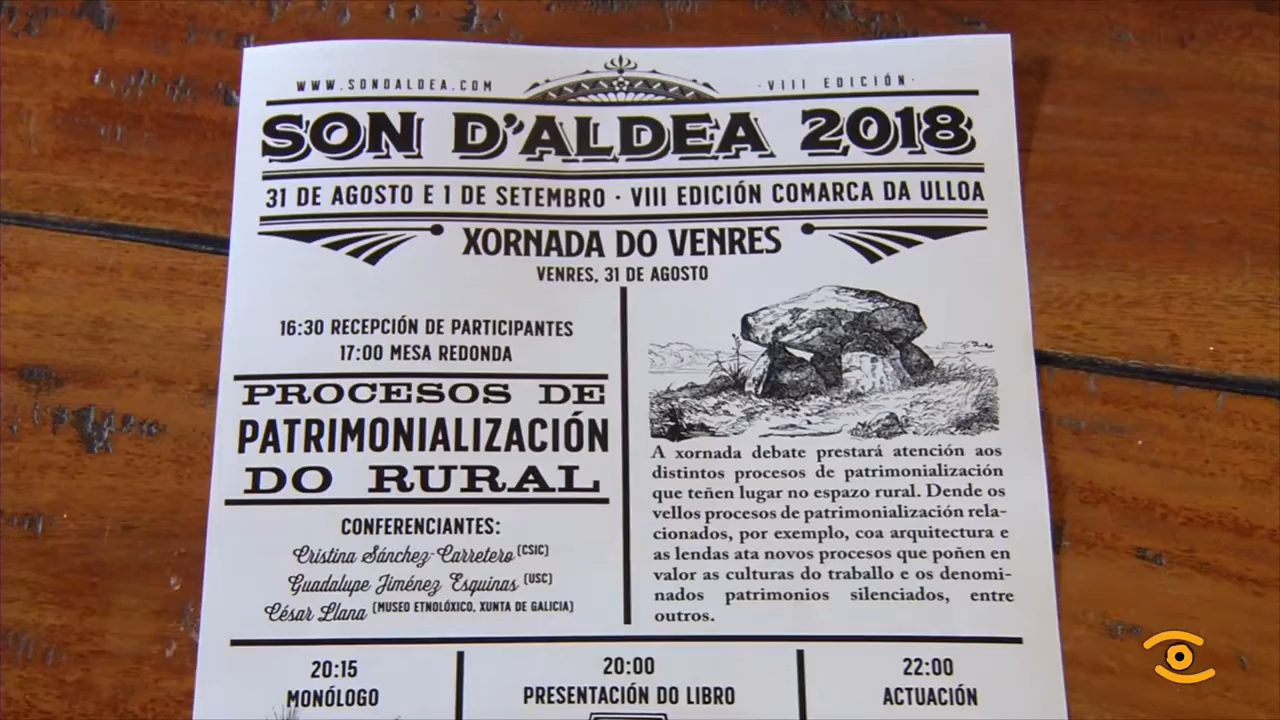 WWW.SONDALDEA.COM
·VIII EDICIÓN·
SON D'ALDEA 2018
31 DE AGOSTO E 1 DE SETEMBRO · VIII EDICIÓN COMARCA DA ULLOA
XORNADA DO VENRES
VENRES, 31 DE AGOSTO
16:30 RECEPCIÓN DE PARTICIPANTES
17:00 MESA REDONDA
PROCESOS DE
PATRIMONIALIZACIÓN
DO RURAL
CONFERENCIANTES:
Cristina Sánchez-Carretero (CSIC)
Guadalupe Jiménez Esquinas (USC)
César Llana (MUSEO ETNOLÓXICO, XUNTA DE GALICIA)
A xornada debate prestará atención aos
distintos procesos de patrimonialización
que teñen lugar no espazo rural. Dende os
vellos procesos de patrimonialización rela-
cionados, por exemplo, coa arquitectura e
as lendas ata novos procesos que poñen en
valor as culturas do traballo e os denomi-
nados patrimonios silenciados, entre
outros.
20:15
MONÓLOGO
20:00
PRESENTACIÓN DO LIBRO
22:00
ACTUACIÓN